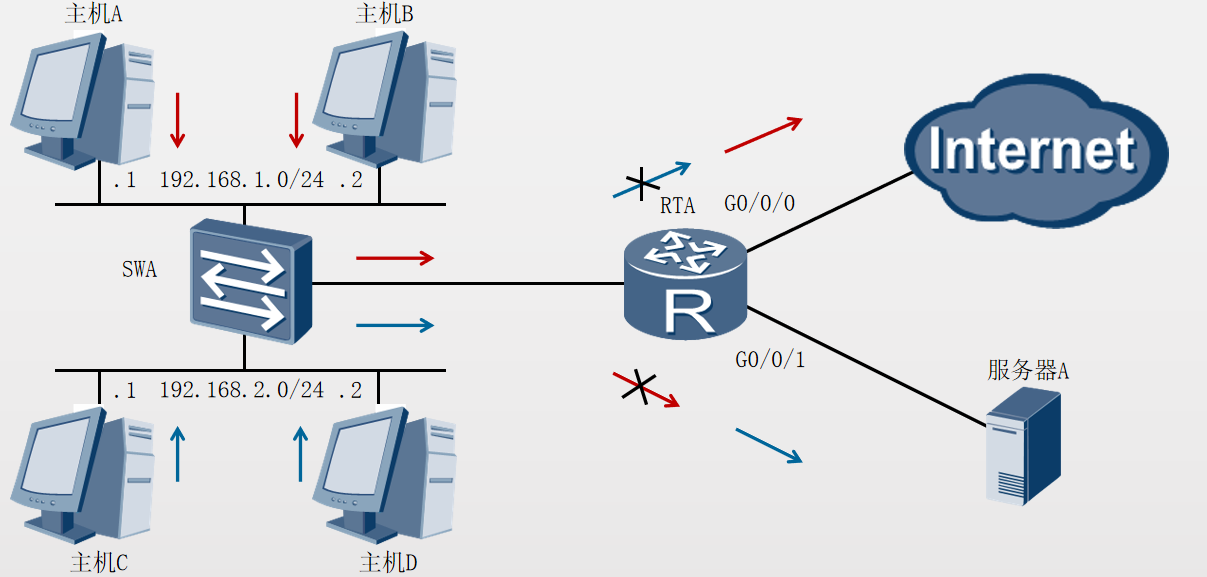 主机A
主机B
.1 192.168.1.0/24 .2
Internet
RTA
G0/0/0
SWA
R
G0/0/1
服务器A
.1 192.168.2.0/24 .2
主机C
主机D